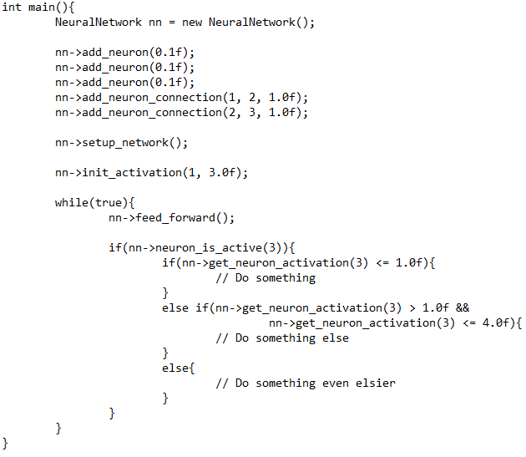 int main(){
        NeuralNetwork nn = new NeuralNetwork();

        nn->add_neuron(0.1f);
        nn->add_neuron(0.1f);
        nn->add_neuron(0.1f);
        nn->add_neuron_connection(1, 2, 1.0f);
        nn->add_neuron_connection(2, 3, 1.0f);

        nn->setup_network();

        nn->init_activation(1, 3.0f);

        while(true){
                nn->feed_forward();

                if(nn->neuron_is_active(3)){
                        if(nn->get_neuron_activation(3) <= 1.0f){
                                // Do something
                        }
                        else if(nn->get_neuron_activation(3) > 1.0f &&
                                        nn->get_neuron_activation(3) <= 4.0f){
                                // Do something else
                        }
                        else{
                                // Do something even elsier
                        }
                }
        }
}